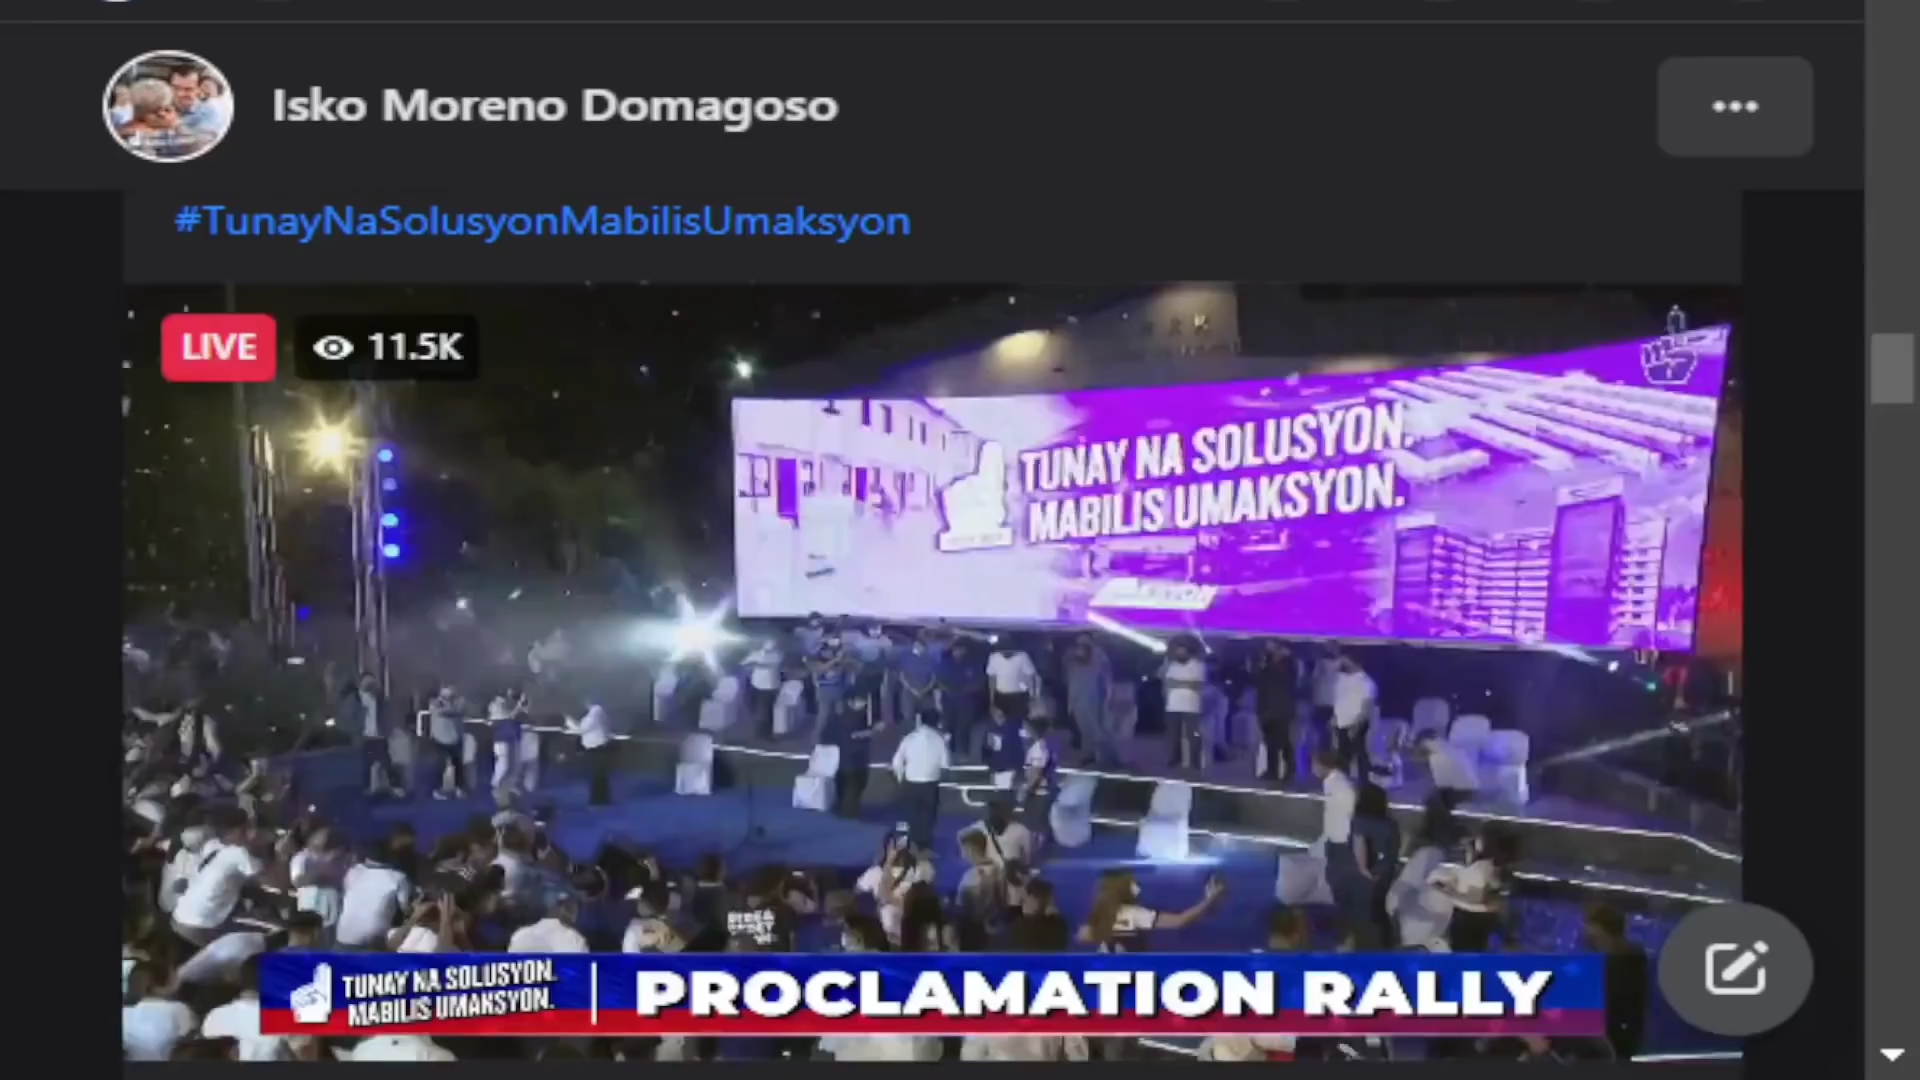 Isko Moreno Domagoso
#TunayNaSolusyonMabilisUmaksyon
LIVE
11.5K
TUNAY NA SOLUSYON.
MABILIS UMAKSYON.
TUNAY NA SOLUSYON.
MABILIS UMAKSYON.
PROCLAMATION RALLY